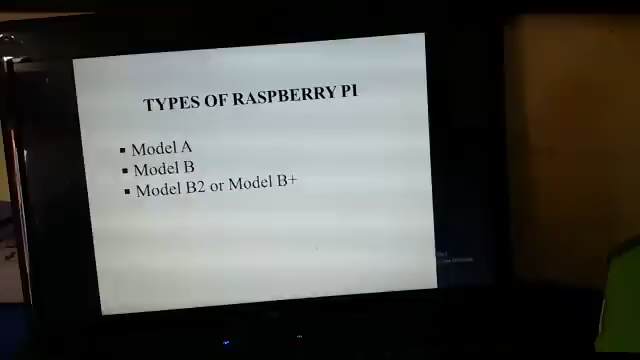 TYPES OF RASPBERRY PI
▪ Model A
▪ Model B
▪ Model B2 or Model B+